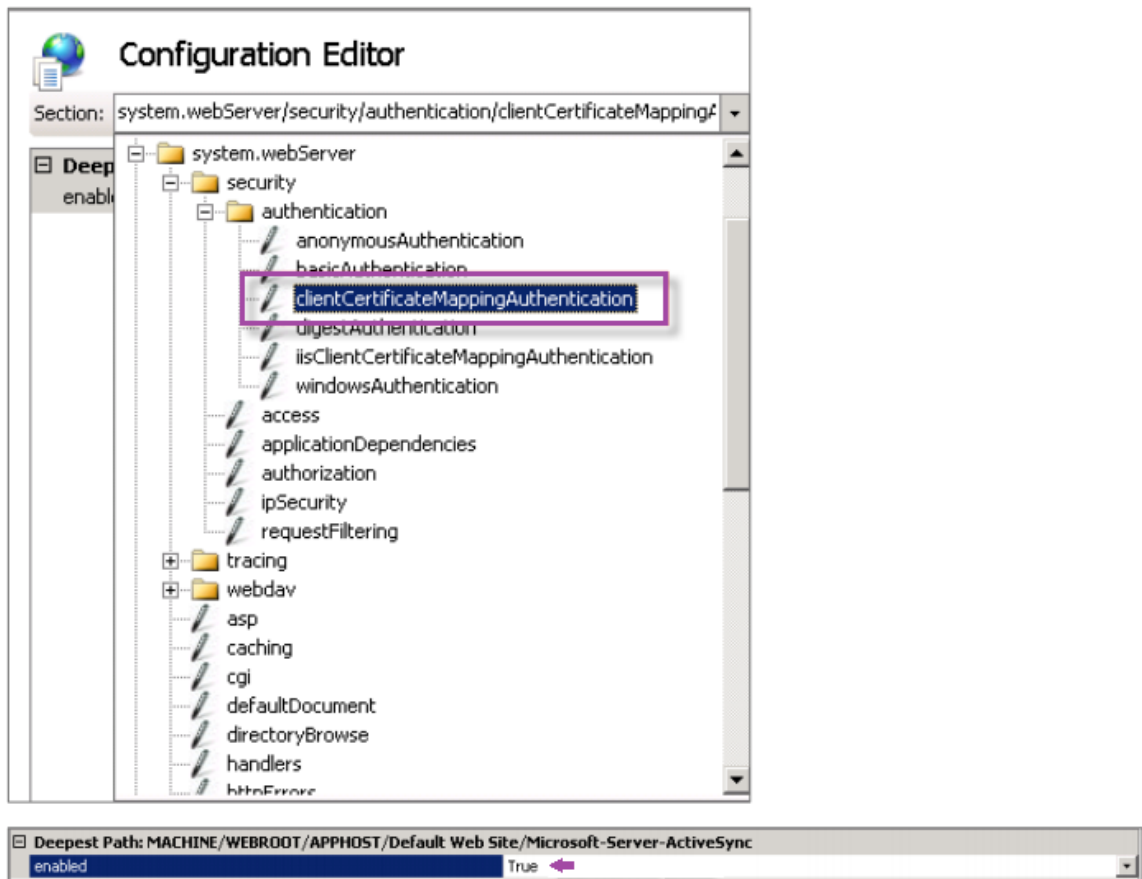 Configuration Editor
Section: system.webServer/security/authentication/clientCertificateMappingA
Deep
enabl
system.webServer
security
authentication
anonymousAuthentication
basicAuthentication
clientCertificateMappingAuthentication
digestAuthentication
iisClientCertificateMappingAuthentication
windowsAuthentication
access
applicationDependencies
authorization
ipSecurity
requestFiltering
tracing
webdav
asp
caching
cgi
defaultDocument
directoryBrowse
handlers
httpErrors
Deepest Path: MACHINE/WEBROOT/APPHOST/Default Web Site/Microsoft-Server-ActiveSync
enabled True